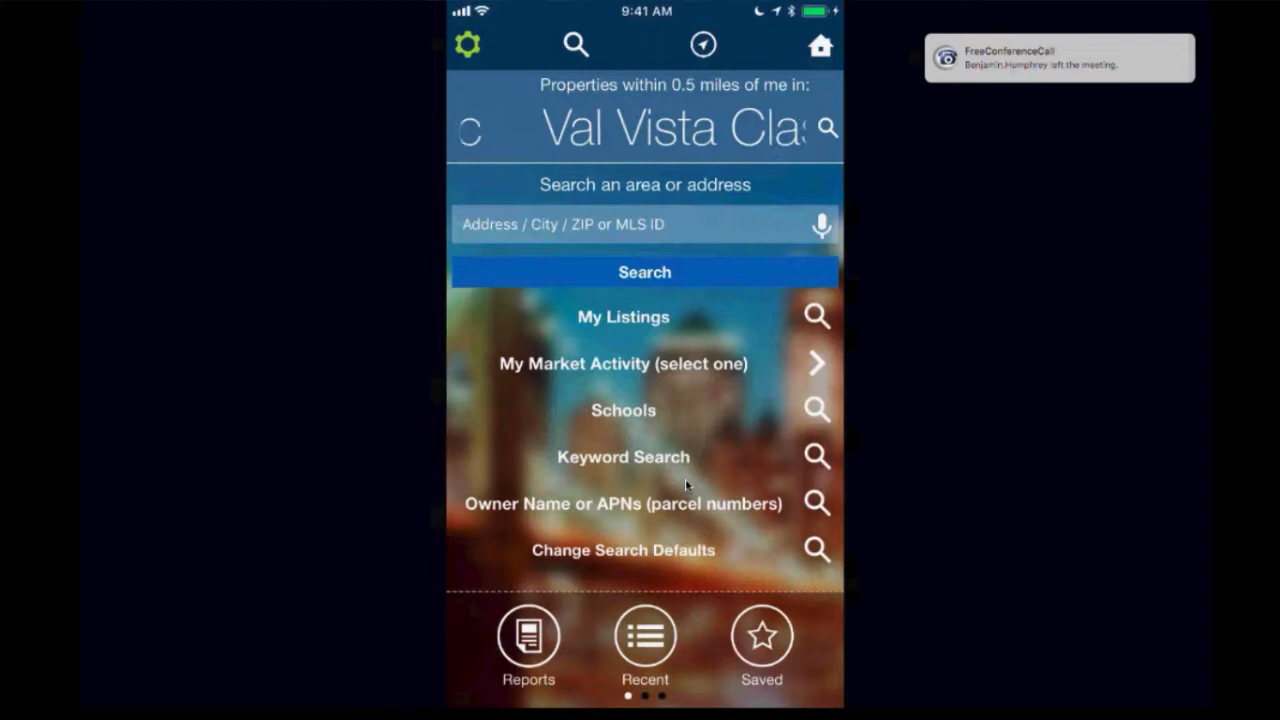 9:41 AM
FreeConferenceCall
Benjamin.Humphrey left the meeting.
Properties within 0.5 miles of me in:
c Val Vista Clas
Search an area or address
Address / City / ZIP or MLS ID
Search
My Listings
My Market Activity (select one)
Schools
Keyword Search
Owner Name or APNs (parcel numbers)
Change Search Defaults
Reports Recent Saved